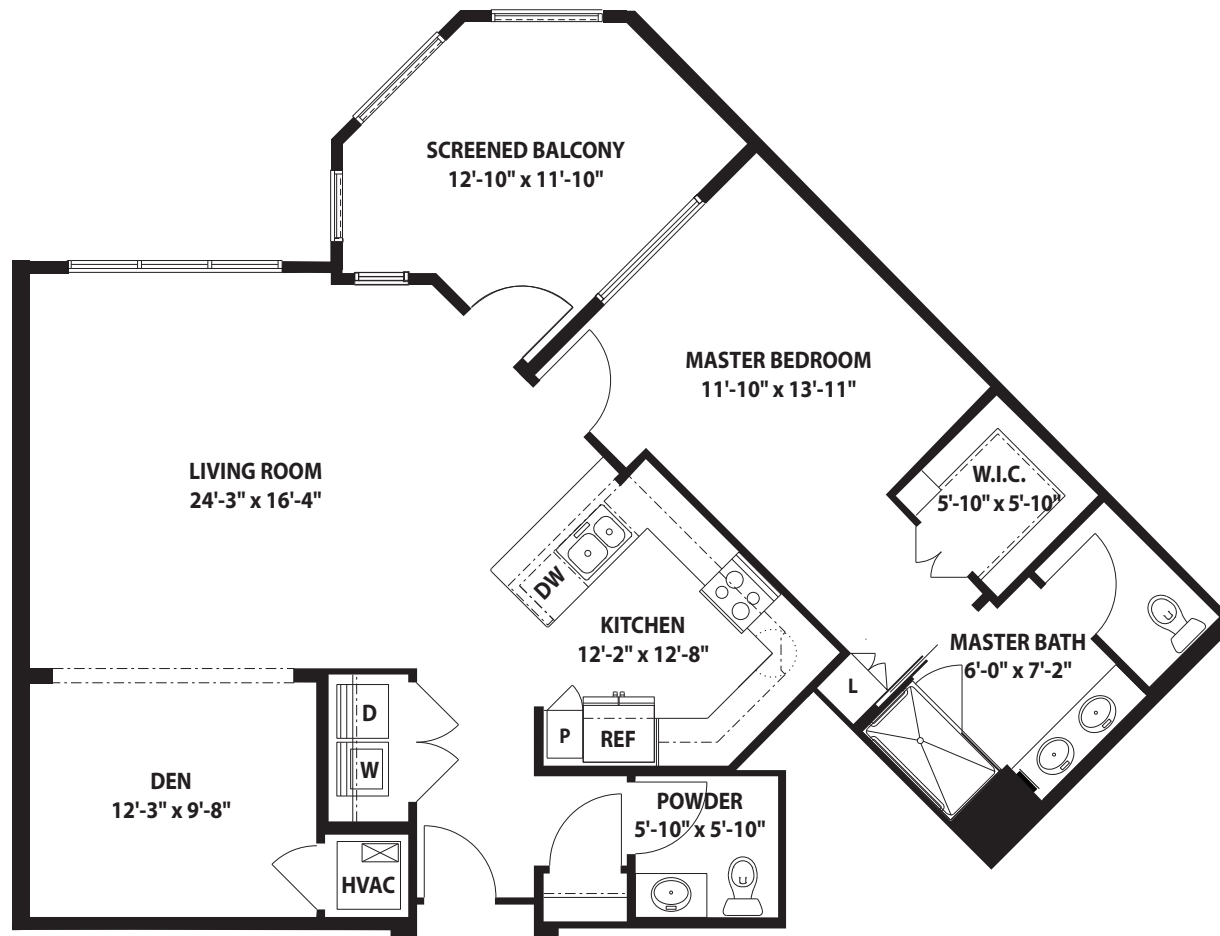 SCREENED BALCONY
12'-10" x 11'-10"
MASTER BEDROOM
11'-10" x 13'-11"
LIVING ROOM
24'-3" x 16'-4"
W.I.C.
5'-10" x 5'-10"
DW
KITCHEN
12'-2" x 12'-8"
MASTER BATH
6'-0" x 7'-2"
L
D
P
REF
W
DEN
12'-3" x 9'-8"
POWDER
5'-10" x 5'-10"
HVAC